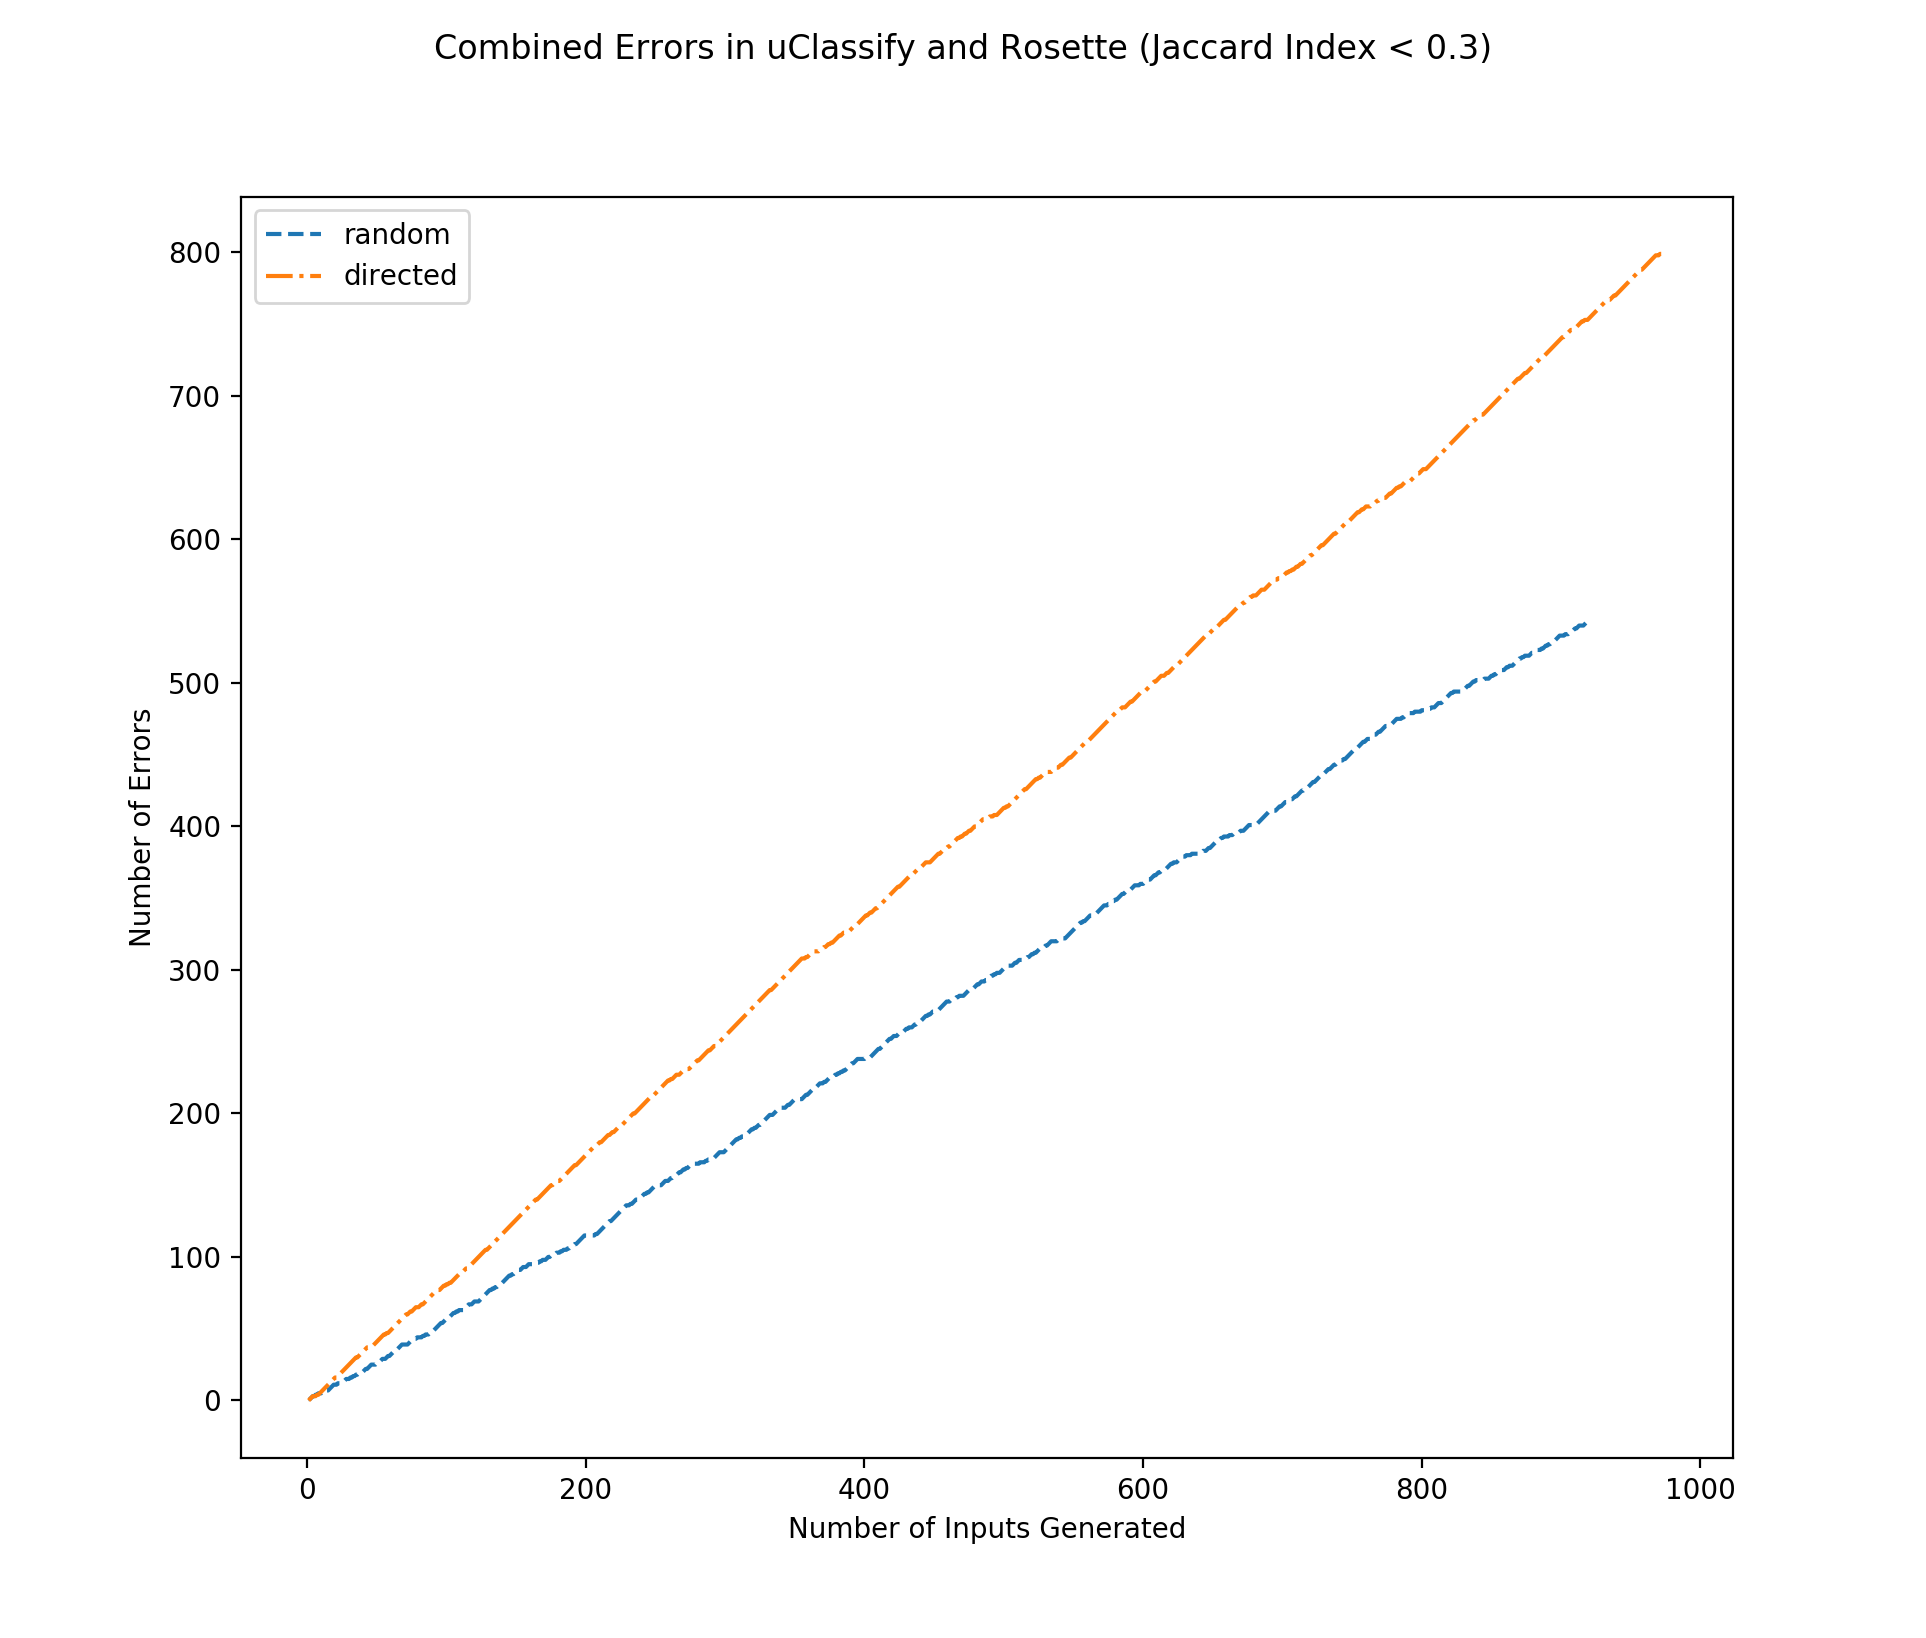 Combined Errors in uClassify and Rosette (Jaccard Index < 0.3)
random
directed
800
700
600
500
400
300
200
100
0
Number of Errors
0 200 400 600 800 1000
Number of Inputs Generated